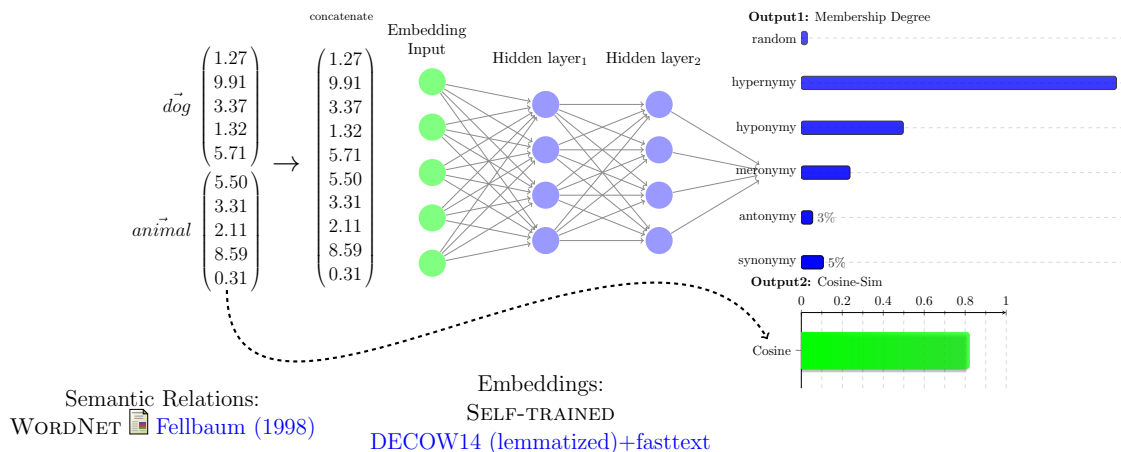 concatenate
Embedding
Input
Hidden layer₁
Hidden layer₂
dog⃗
1.27
9.91
3.37
1.32
5.71
animal⃗
5.50
3.31
2.11
8.59
0.31
→
1.27
9.91
3.37
1.32
5.71
5.50
3.31
2.11
8.59
0.31
Output1: Membership Degree
random
hypernymy
hyponymy
meronymy
antonymy 3%
synonymy 5%
Output2: Cosine-Sim
0 0.2 0.4 0.6 0.8 1
Cosine
Semantic Relations:
WORDNET Fellbaum (1998)
Embeddings:
SELF-TRAINED
DECOW14 (lemmatized)+fasttext